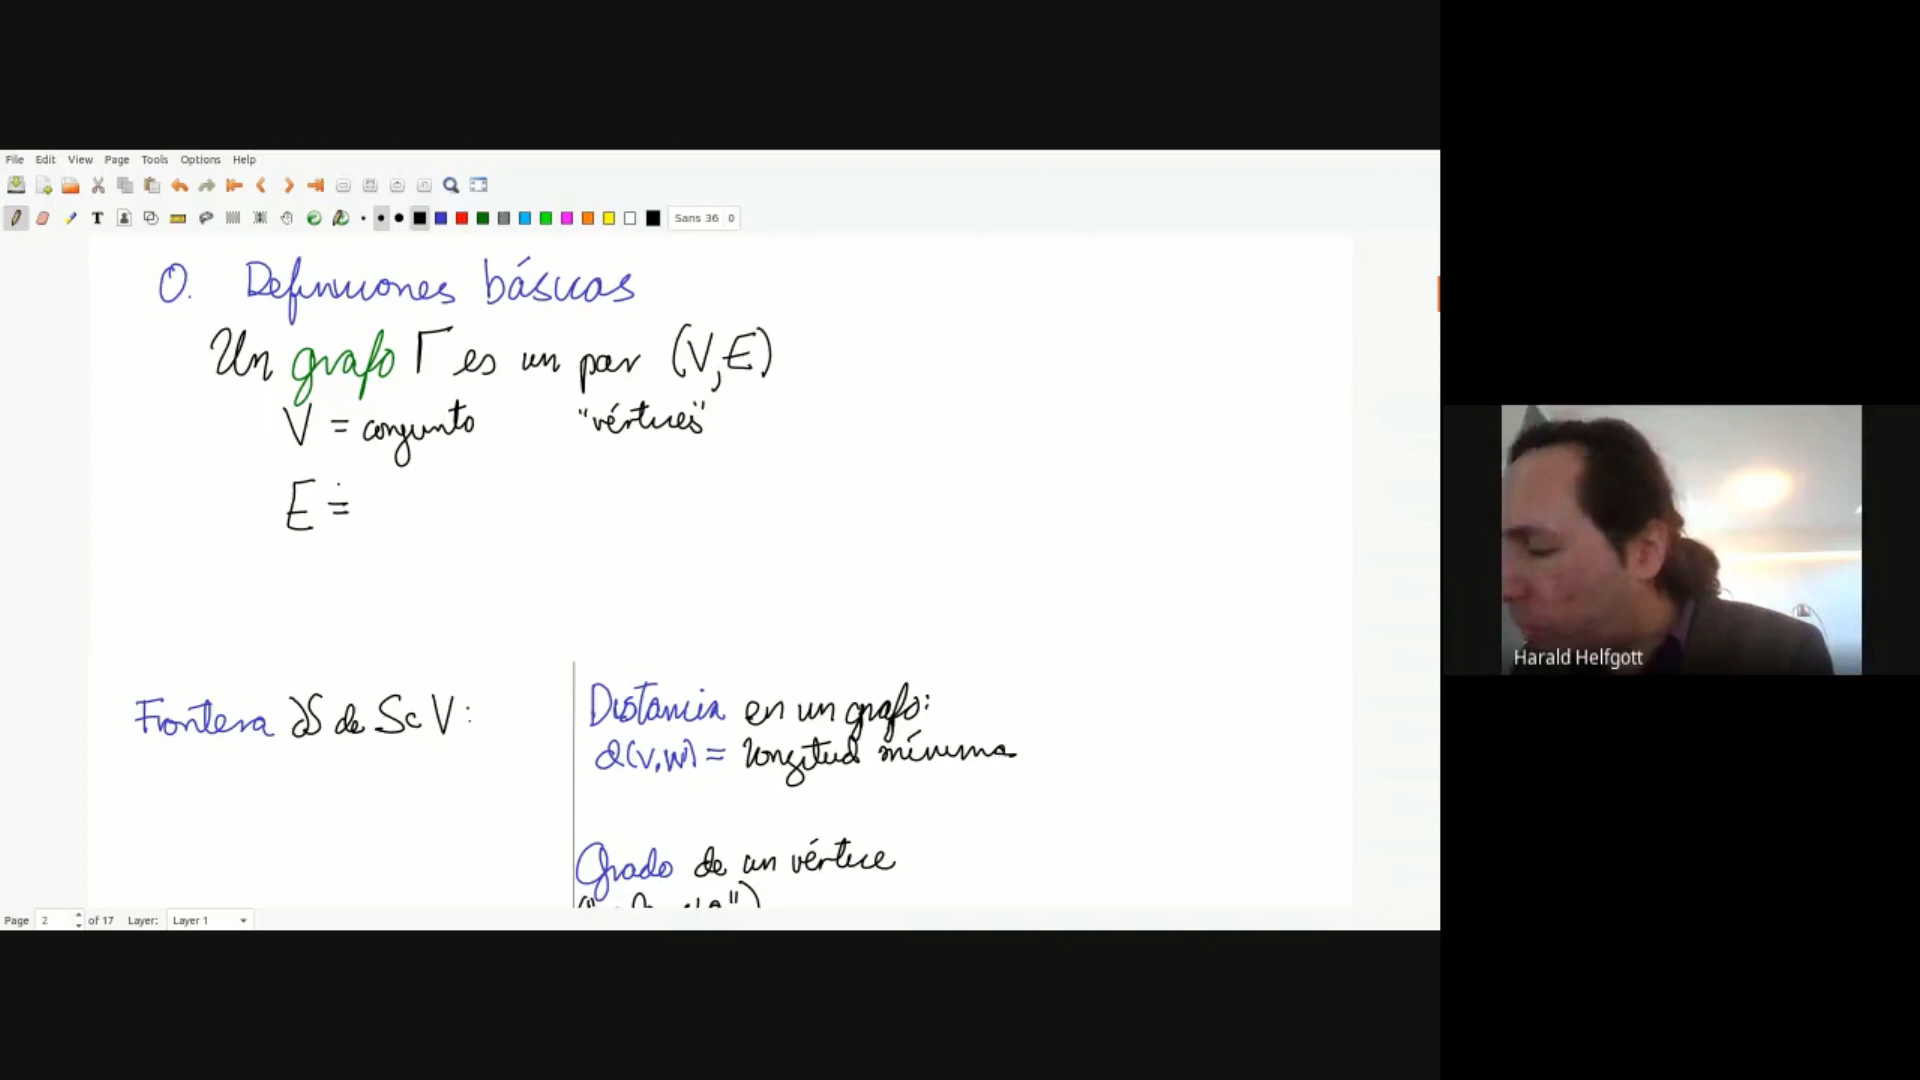 File Edit View Page Tools Options Help
Sans 36 0
0. Definiciones básicas
Un grafo Γ es un par (V,E)
V = conjunto "vértices"
E =
Frontera ∂S de S⊂V:
Distancia en un grafo:
d(v,w) = longitud mínima
Grado de un vértice
Page 2 of 17 Layer: Layer 1
Harald Helfgott